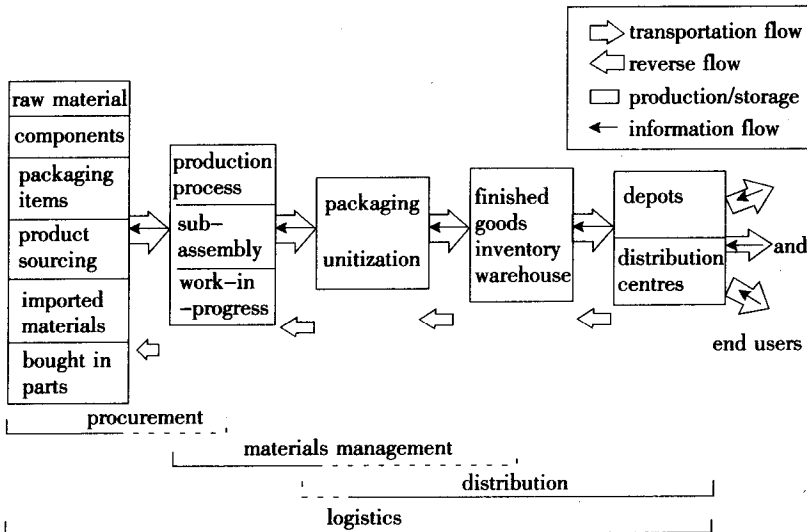 transportation flow
reverse flow
production/storage
information flow
raw material
components
packaging
items
product
sourcing
imported
materials
bought in
parts
production
process
sub-
assembly
work-in
-progress
packaging
unitization
finished
goods
inventory
warehouse
depots
distribution
centres
and
end users
procurement
materials management
distribution
logistics